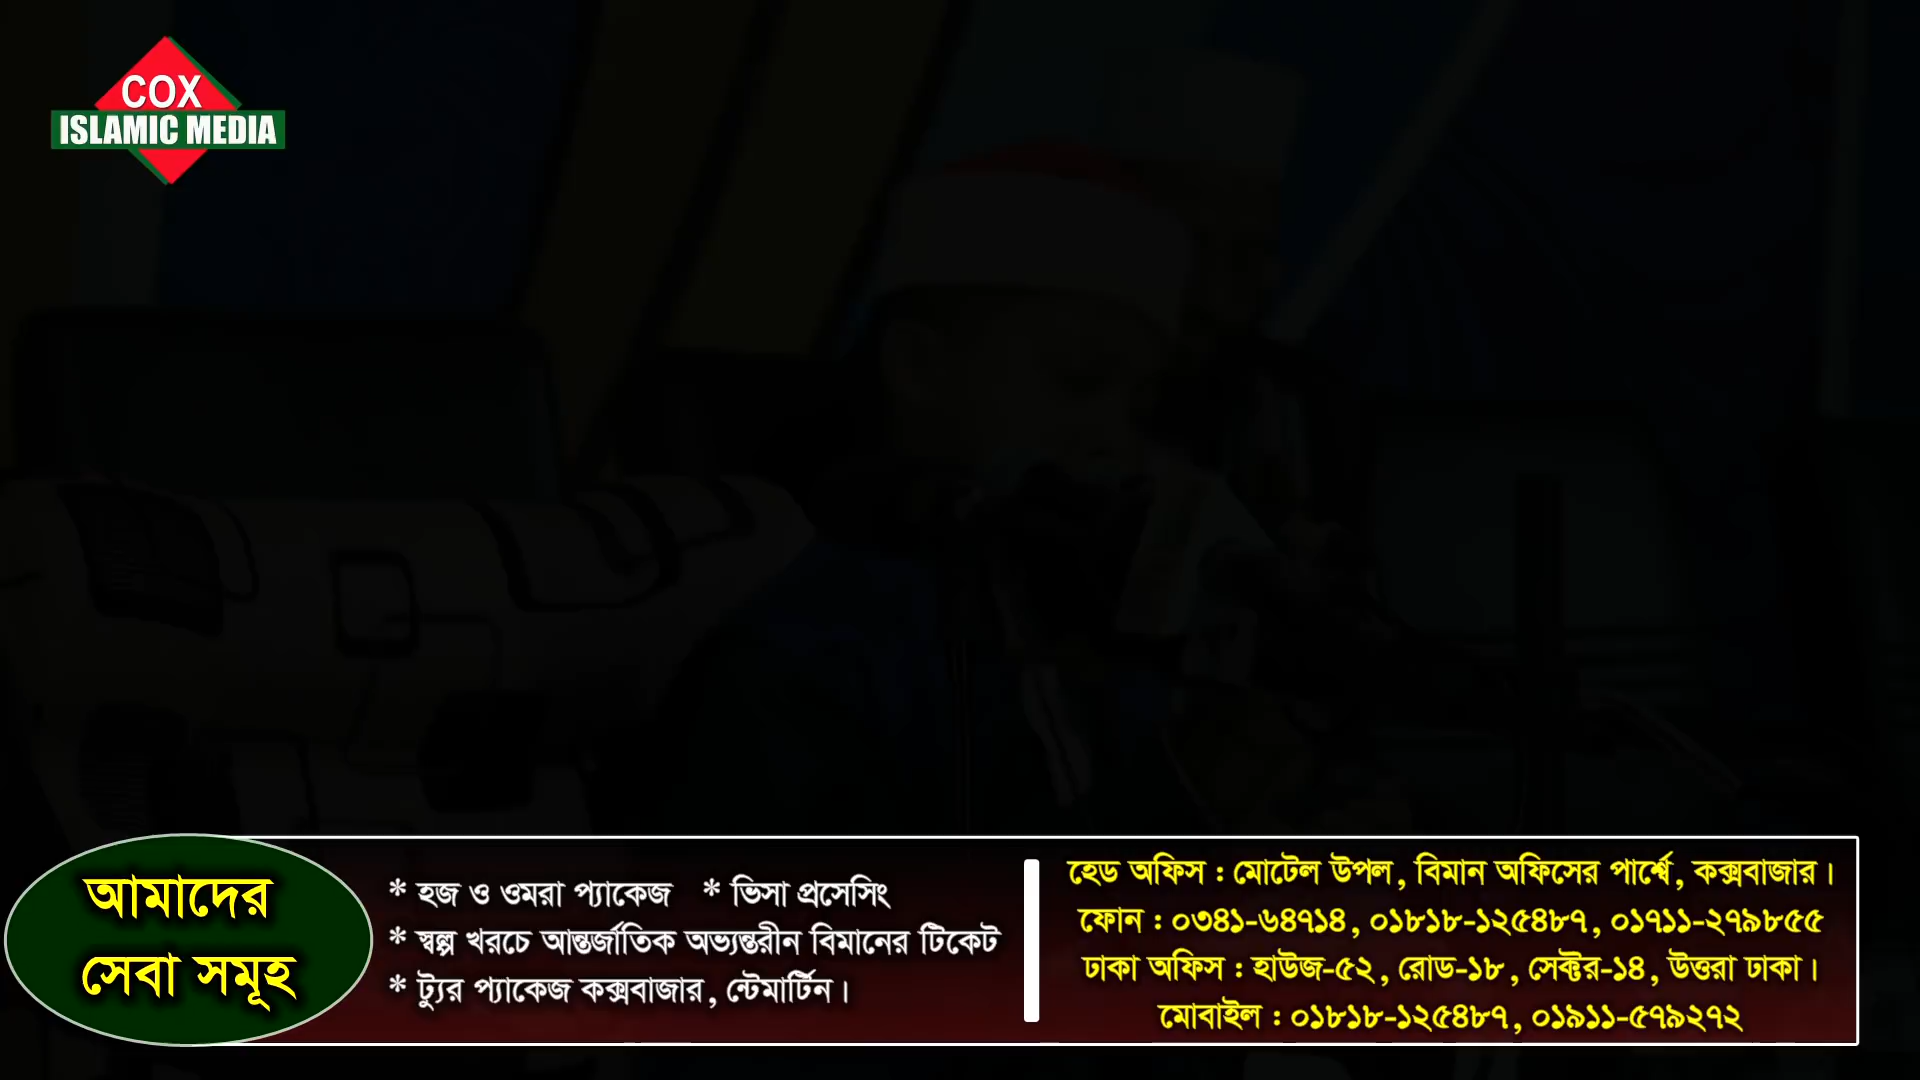 COX
ISLAMIC MEDIA
আমাদের
সেবা সমূহ
* হজ ও ওমরা প্যাকেজ * ভিসা প্রসেসিং
* স্বল্প খরচে আন্তর্জাতিক অভ্যন্তরীন বিমানের টিকেট
* ট্যুর প্যাকেজ কক্সবাজার, স্টেমার্টিন।
হেড অফিস : মোটেল উপল, বিমান অফিসের পার্শ্বে, কক্সবাজার।
ফোন : ০৩৪১-৬৪৭১৪, ০১৮১৮-১২৫৪৮৭, ০১৭১১-২৭৯৮৫৫
ঢাকা অফিস : হাউজ-৫২, রোড-১৮, সেক্টর-১৪, উত্তরা ঢাকা।
মোবাইল : ০১৮১৮-১২৫৪৮৭, ০১৯১১-৫৭৯২৭২